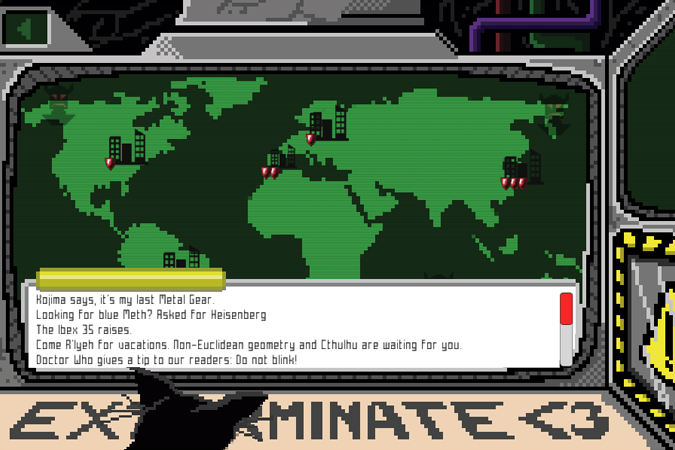 Kojima says, it's my last Metal Gear.
Looking for blue Meth? Asked for Heisenberg
The Ibex 35 raises.
Come R'lyeh for vacations. Non-Euclidean geometry and Cthulhu are waiting for you.
Doctor Who gives a tip to our readers: Do not blink!
EX MINATE <3